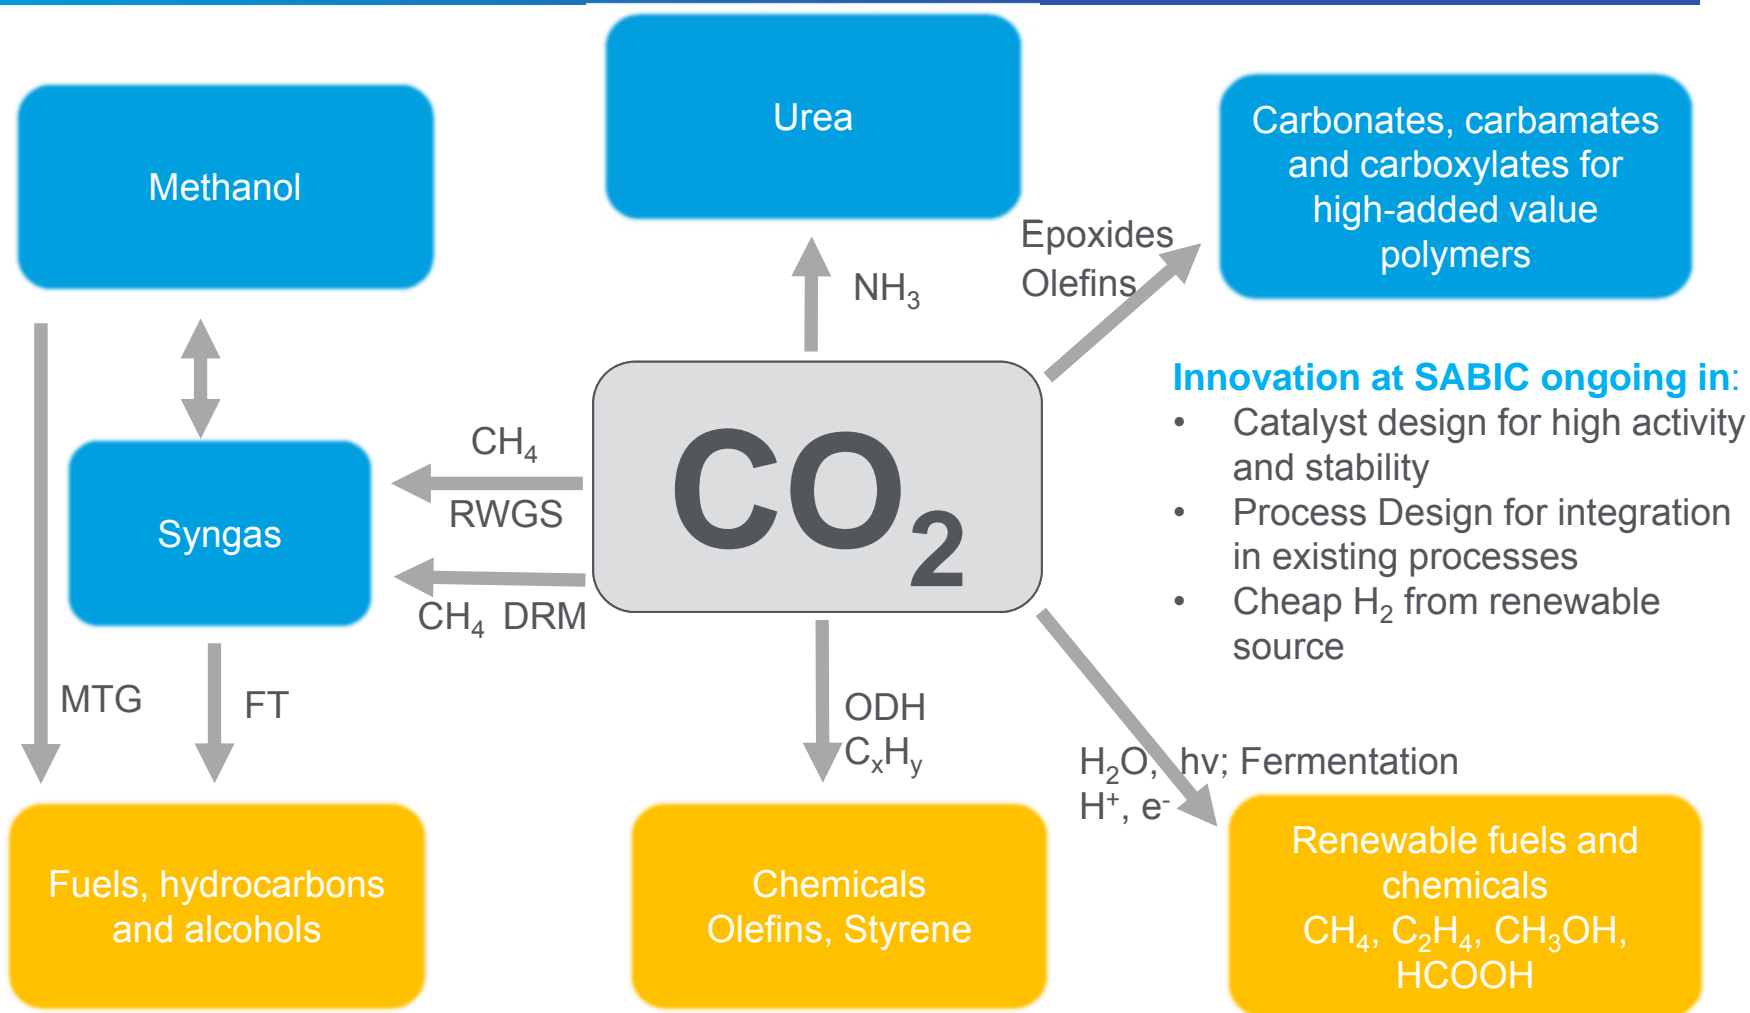 Urea
Methanol
Carbonates, carbamates
and carboxylates for
high-added value
polymers
Epoxides
Olefins
NH₃
Innovation at SABIC ongoing in:
• Catalyst design for high activity
and stability
• Process Design for integration
in existing processes
• Cheap H₂ from renewable
source
CH₄
RWGS
CO₂
Syngas
CH₄ DRM
MTG
FT
ODH
CₓHᵧ
H₂O, hv; Fermentation
H⁺, e⁻
Fuels, hydrocarbons
and alcohols
Chemicals
Olefins, Styrene
Renewable fuels and
chemicals
CH₄, C₂H₄, CH₃OH,
HCOOH